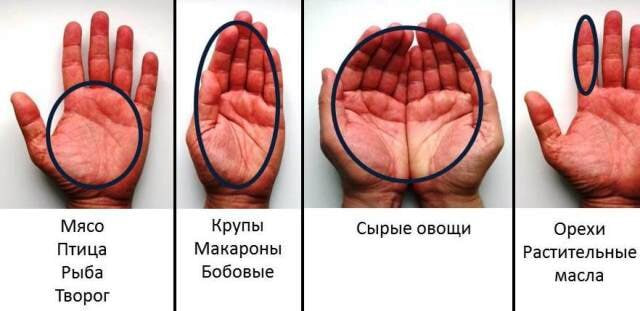 Мясо
Птица
Рыба
Творог
Крупы
Макароны
Бобовые
Сырые овощи
Орехи
Растительные
масла